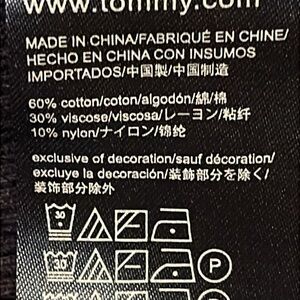 www.tommy.com
MADE IN CHINA/FABRIQUÉ EN CHINE/
HECHO EN CHINA CON INSUMOS
IMPORTADOS/中国製/中国制造
60% cotton/coton/algodón/綿/棉
30% viscose/viscosa/レーヨン/粘纤
10% nylon/ナイロン/锦纶
exclusive of decoration/sauf décoration/
excluye la decoración/装飾部分を除く/
装饰部分除外
30
P
P